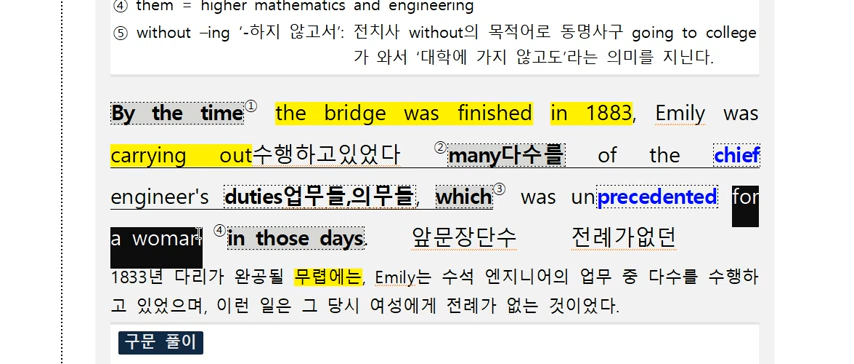 ④ them = higher mathematics and engineering
⑤ without –ing '-하지 않고서': 전치사 without의 목적어로 동명사구 going to college
가 와서 '대학에 가지 않고도'라는 의미를 지닌다.
By the time① the bridge was finished in 1883, Emily was
carrying out수행하고있었다 ②many다수를 of the chief
engineer's duties업무들,의무들, which③ was unprecedented for
a woman ④in those days. 앞문장단수 전례가없던
1833년 다리가 완공될 무렵에는, Emily는 수석 엔지니어의 업무 중 다수를 수행하
고 있었으며, 이런 일은 그 당시 여성에게 전례가 없는 것이었다.
구문 풀이